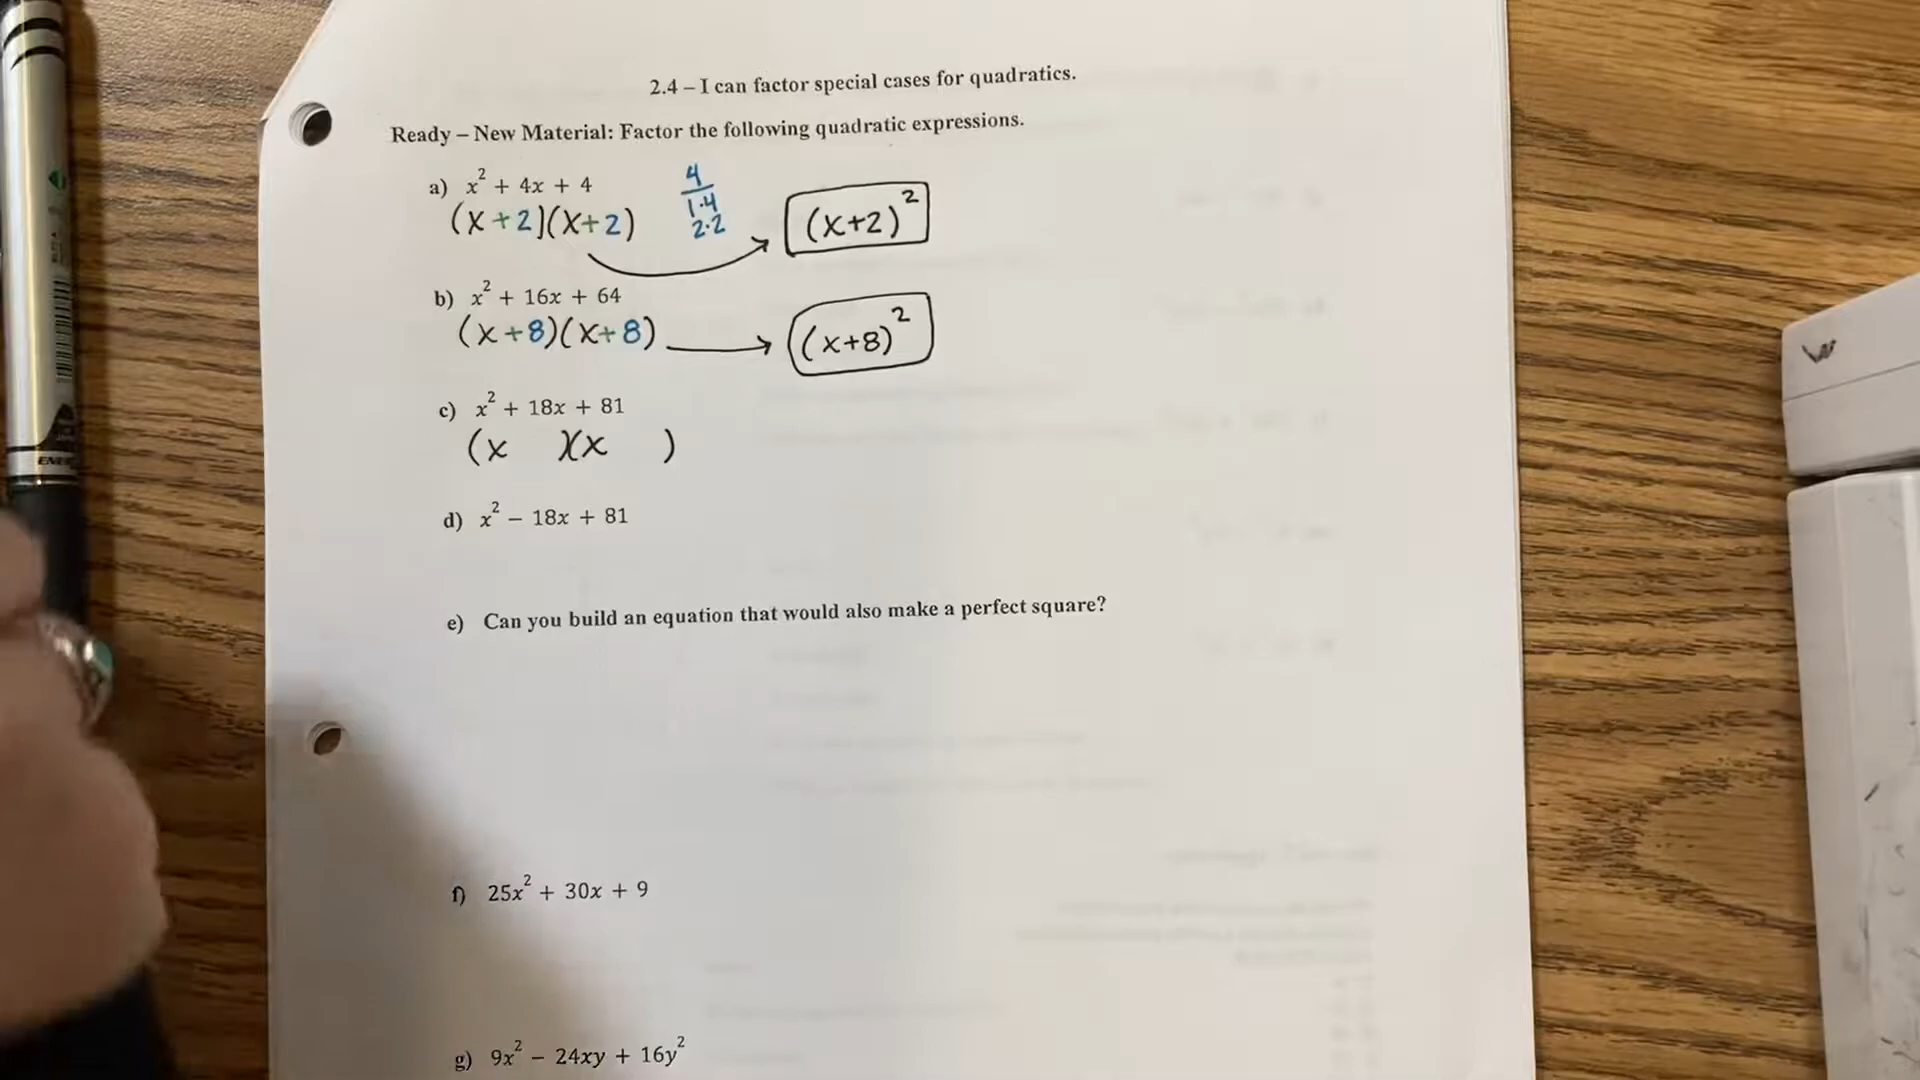 2.4 – I can factor special cases for quadratics.
Ready – New Material: Factor the following quadratic expressions.
a) x² + 4x + 4
(x+2)(x+2)
4
1·4
2·2
(x+2)²
b) x² + 16x + 64
(x+8)(x+8)
(x+8)²
c) x² + 18x + 81
(x )(x )
d) x² − 18x + 81
e) Can you build an equation that would also make a perfect square?
f) 25x² + 30x + 9
g) 9x² − 24xy + 16y²